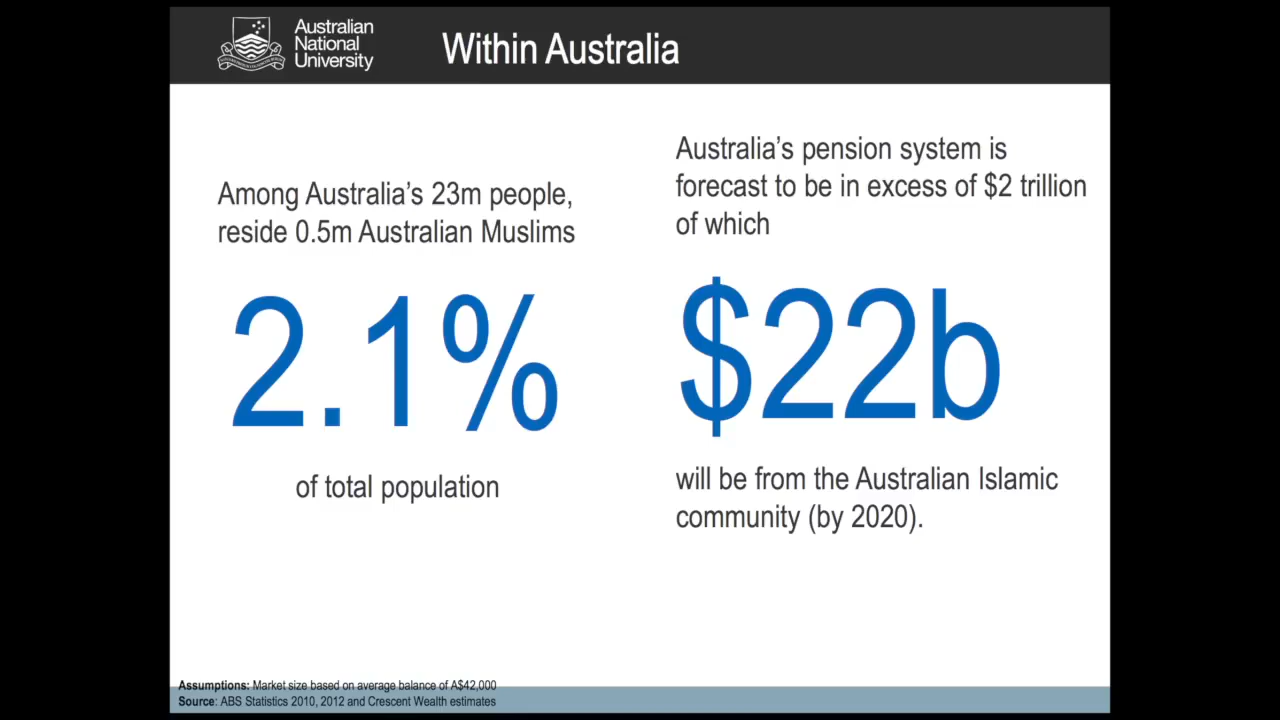 Australian
National
University
Within Australia
Among Australia's 23m people,
reside 0.5m Australian Muslims
2.1%
of total population
Australia's pension system is
forecast to be in excess of $2 trillion
of which
$22b
will be from the Australian Islamic
community (by 2020).
Assumptions: Market size based on average balance of A$42,000
Source: ABS Statistics 2010, 2012 and Crescent Wealth estimates